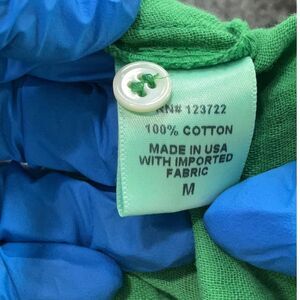 RN# 123722
100% COTTON
MADE IN USA
WITH IMPORTED
FABRIC
M